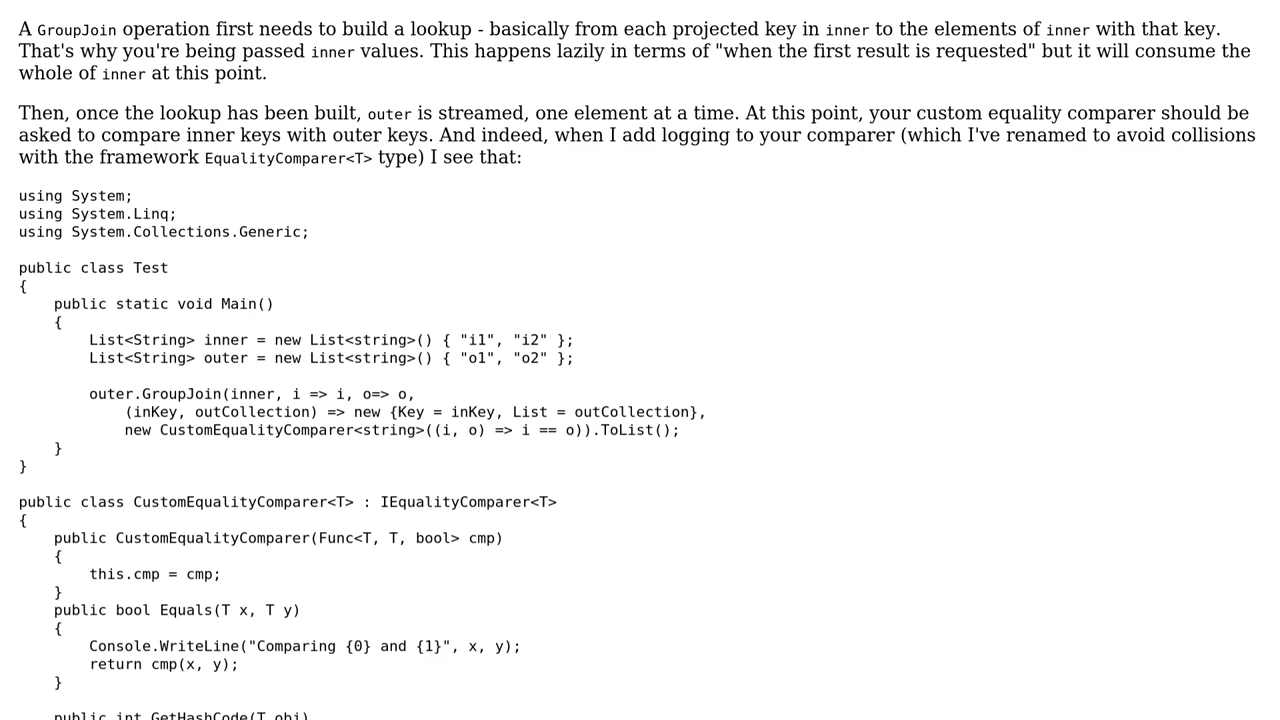 A GroupJoin operation first needs to build a lookup - basically from each projected key in inner to the elements of inner with that key.
That's why you're being passed inner values. This happens lazily in terms of "when the first result is requested" but it will consume the
whole of inner at this point.
Then, once the lookup has been built, outer is streamed, one element at a time. At this point, your custom equality comparer should be
asked to compare inner keys with outer keys. And indeed, when I add logging to your comparer (which I've renamed to avoid collisions
with the framework EqualityComparer<T> type) I see that:
using System;
using System.Linq;
using System.Collections.Generic;
public class Test
{
    public static void Main()
    {
        List<String> inner = new List<string>() { "i1", "i2" };
        List<String> outer = new List<string>() { "o1", "o2" };
        outer.GroupJoin(inner, i => i, o=> o,
            (inKey, outCollection) => new {Key = inKey, List = outCollection},
            new CustomEqualityComparer<string>((i, o) => i == o)).ToList();
    }
}
public class CustomEqualityComparer<T> : IEqualityComparer<T>
{
    public CustomEqualityComparer(Func<T, T, bool> cmp)
    {
        this.cmp = cmp;
    }
    public bool Equals(T x, T y)
    {
        Console.WriteLine("Comparing {0} and {1}", x, y);
        return cmp(x, y);
    }
    public int GetHashCode(T obj)